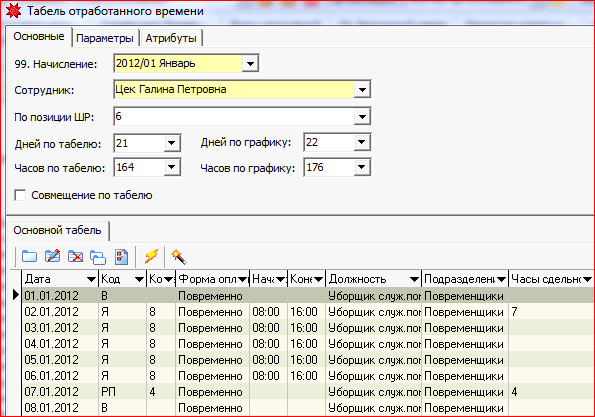 Табель отработанного времени
Основные Параметры Атрибуты
99. Начисление: 2012/01 Январь
Сотрудник: Цек Галина Петровна
По позиции ШР: 6
Дней по табелю: 21 Дней по графику: 22
Часов по табелю: 164 Часов по графику: 176
Совмещение по табелю
Основной табель
Дата Код Ко Форма опл Нача Коне Должность Подразделен Часы сдельно
01.01.2012 В Повременно Уборщик служ.пом Повременщики
02.01.2012 Я 8 Повременно 08:00 16:00 Уборщик служ.пом Повременщики 7
03.01.2012 Я 8 Повременно 08:00 16:00 Уборщик служ.пом Повременщики
04.01.2012 Я 8 Повременно 08:00 16:00 Уборщик служ.пом Повременщики
05.01.2012 Я 8 Повременно 08:00 16:00 Уборщик служ.пом Повременщики
06.01.2012 Я 8 Повременно 08:00 16:00 Уборщик служ.пом Повременщики
07.01.2012 РП 4 Повременно Уборщик служ.пом Повременщики 4
08.01.2012 В Повременно Уборщик служ.пом Повременщики